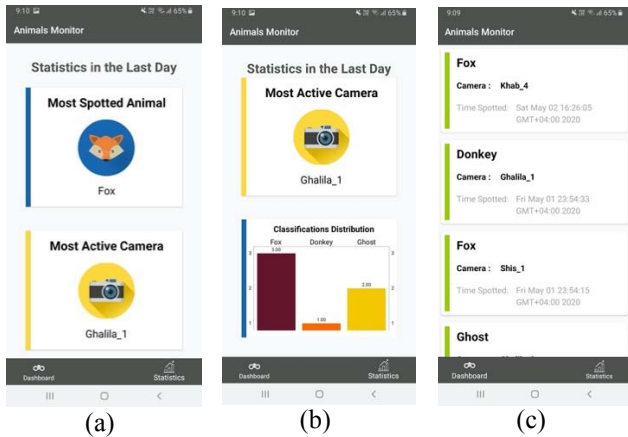 9:10
65%
Animals Monitor
Statistics in the Last Day
Most Spotted Animal
Fox
Most Active Camera
Ghalila_1
Dashboard
Statistics
(a)
9:10
65%
Animals Monitor
Statistics in the Last Day
Most Active Camera
Ghalila_1
Classifications Distribution
Fox Donkey Ghost
3.00
3 3
2.00
2 2
1.00
1 1
Dashboard
Statistics
(b)
9:09
65%
Animals Monitor
Fox
Camera : Khab_4
Time Spotted: Sat May 02 16:26:05
GMT+04:00 2020
Donkey
Camera : Ghalila_1
Time Spotted: Fri May 01 23:54:33
GMT+04:00 2020
Fox
Camera : Shis_1
Time Spotted: Fri May 01 23:54:15
GMT+04:00 2020
Ghost
Dashboard
Statistics
(c)